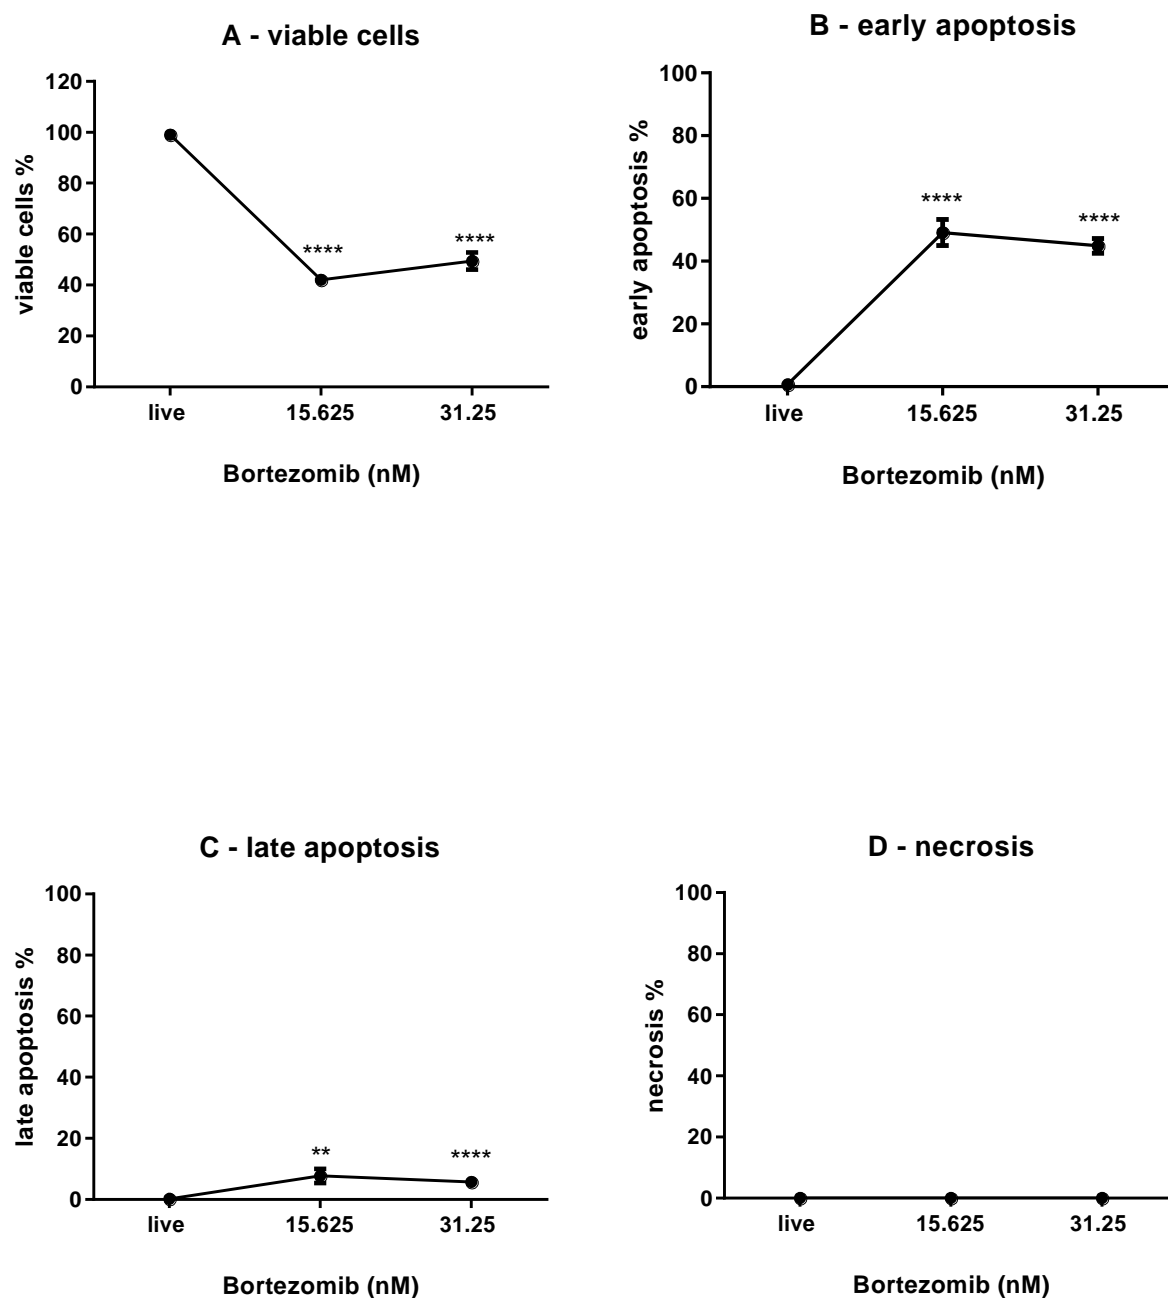 A - viable cells
120
100
80
60
40
20
0
viable cells %
****
****
live 15.625 31.25
Bortezomib (nM)
B - early apoptosis
100
80
60
40
20
0
early apoptosis %
****
****
live 15.625 31.25
Bortezomib (nM)
C - late apoptosis
100
80
60
40
20
0
late apoptosis %
**
****
live 15.625 31.25
Bortezomib (nM)
D - necrosis
100
80
60
40
20
0
necrosis %
live 15.625 31.25
Bortezomib (nM)